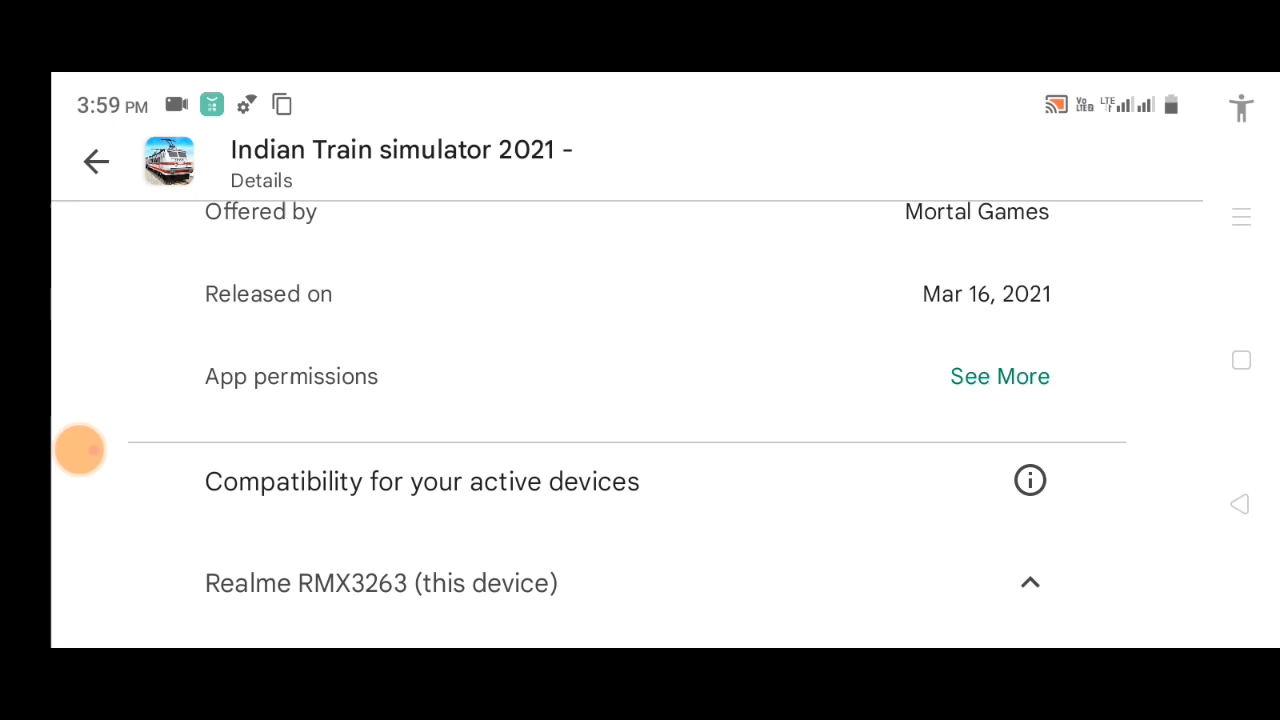 3:59 PM
Indian Train simulator 2021 -
Details
Offered by
Mortal Games
Released on
Mar 16, 2021
App permissions
See More
Compatibility for your active devices
Realme RMX3263 (this device)